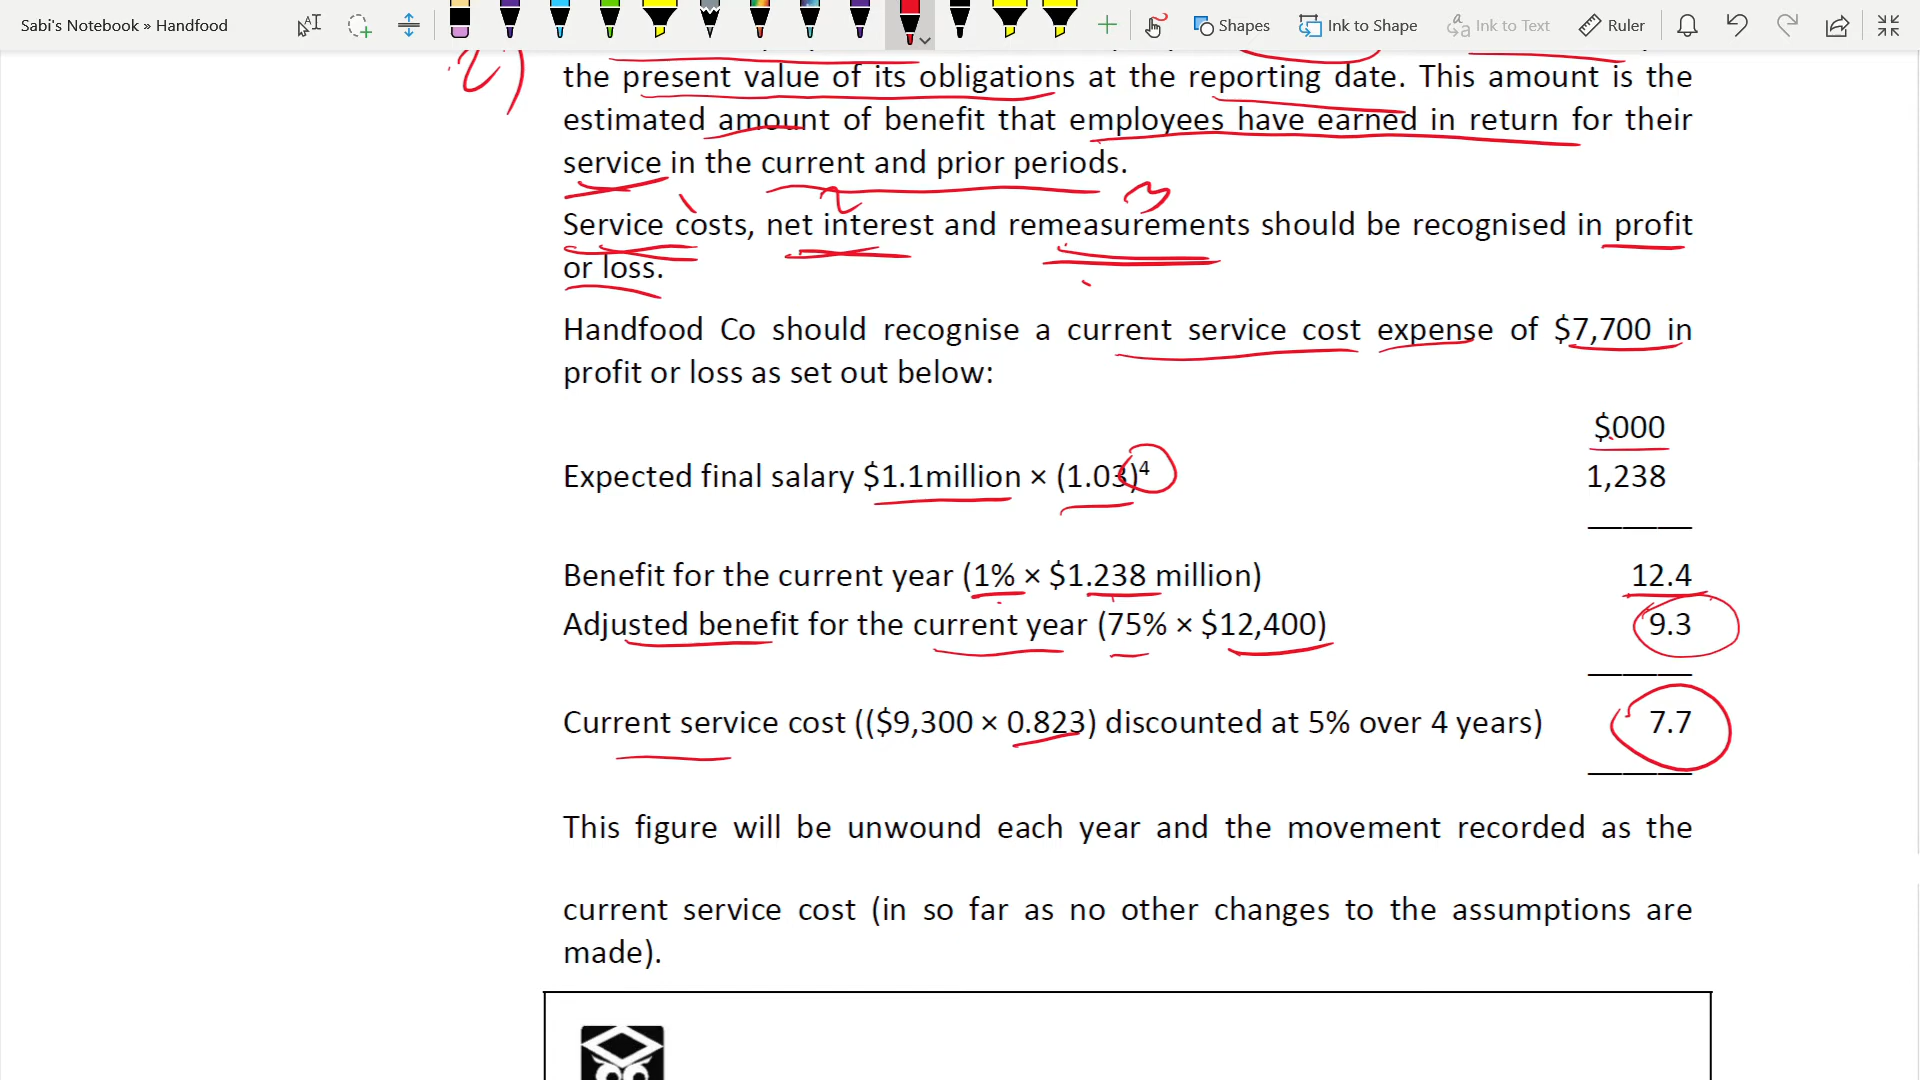 Sabi's Notebook » Handfood
Shapes
Ink to Shape
Ink to Text
Ruler
2)
the present value of its obligations at the reporting date. This amount is the
estimated amount of benefit that employees have earned in return for their
service in the current and prior periods.
1 2 3
Service costs, net interest and remeasurements should be recognised in profit
or loss.
Handfood Co should recognise a current service cost expense of $7,700 in
profit or loss as set out below:
$000
Expected final salary $1.1million × (1.03)⁴ 1,238
Benefit for the current year (1% × $1.238 million) 12.4
Adjusted benefit for the current year (75% × $12,400) 9.3
Current service cost (($9,300 × 0.823) discounted at 5% over 4 years) 7.7
This figure will be unwound each year and the movement recorded as the
current service cost (in so far as no other changes to the assumptions are
made).